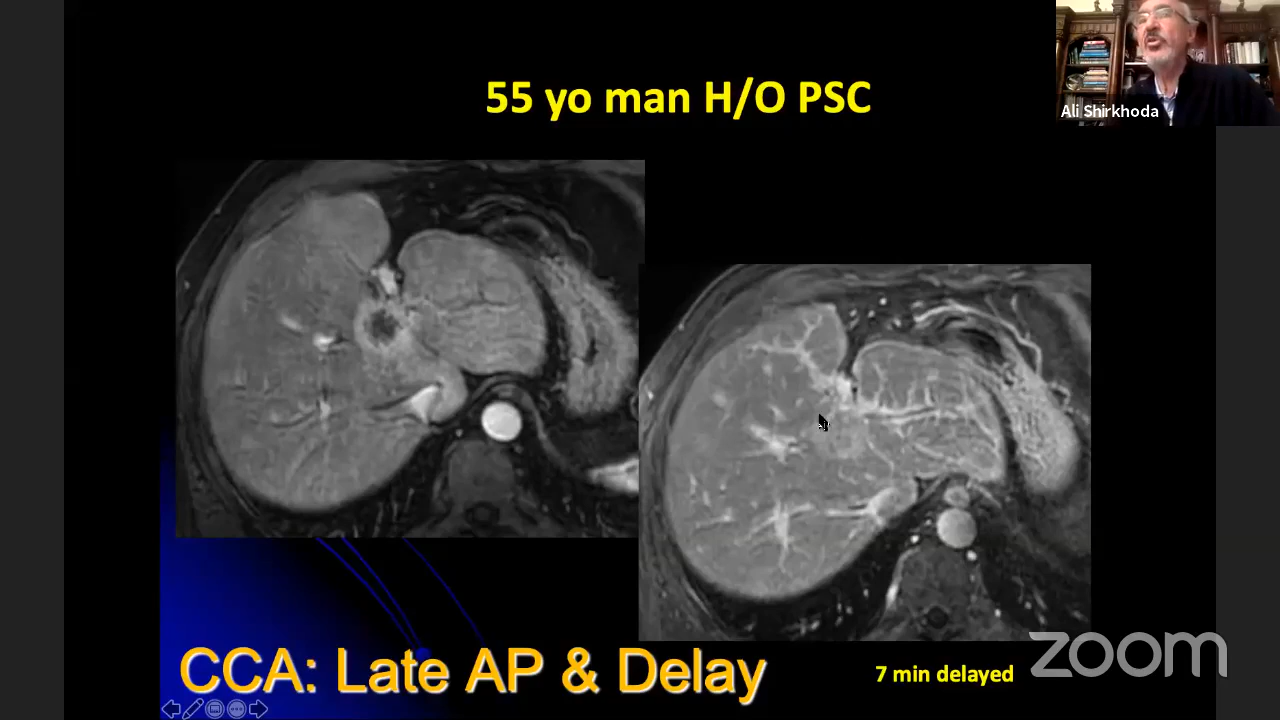 55 yo man H/O PSC
Ali Shirkhoda
CCA: Late AP & Delay
7 min delayed
zoom